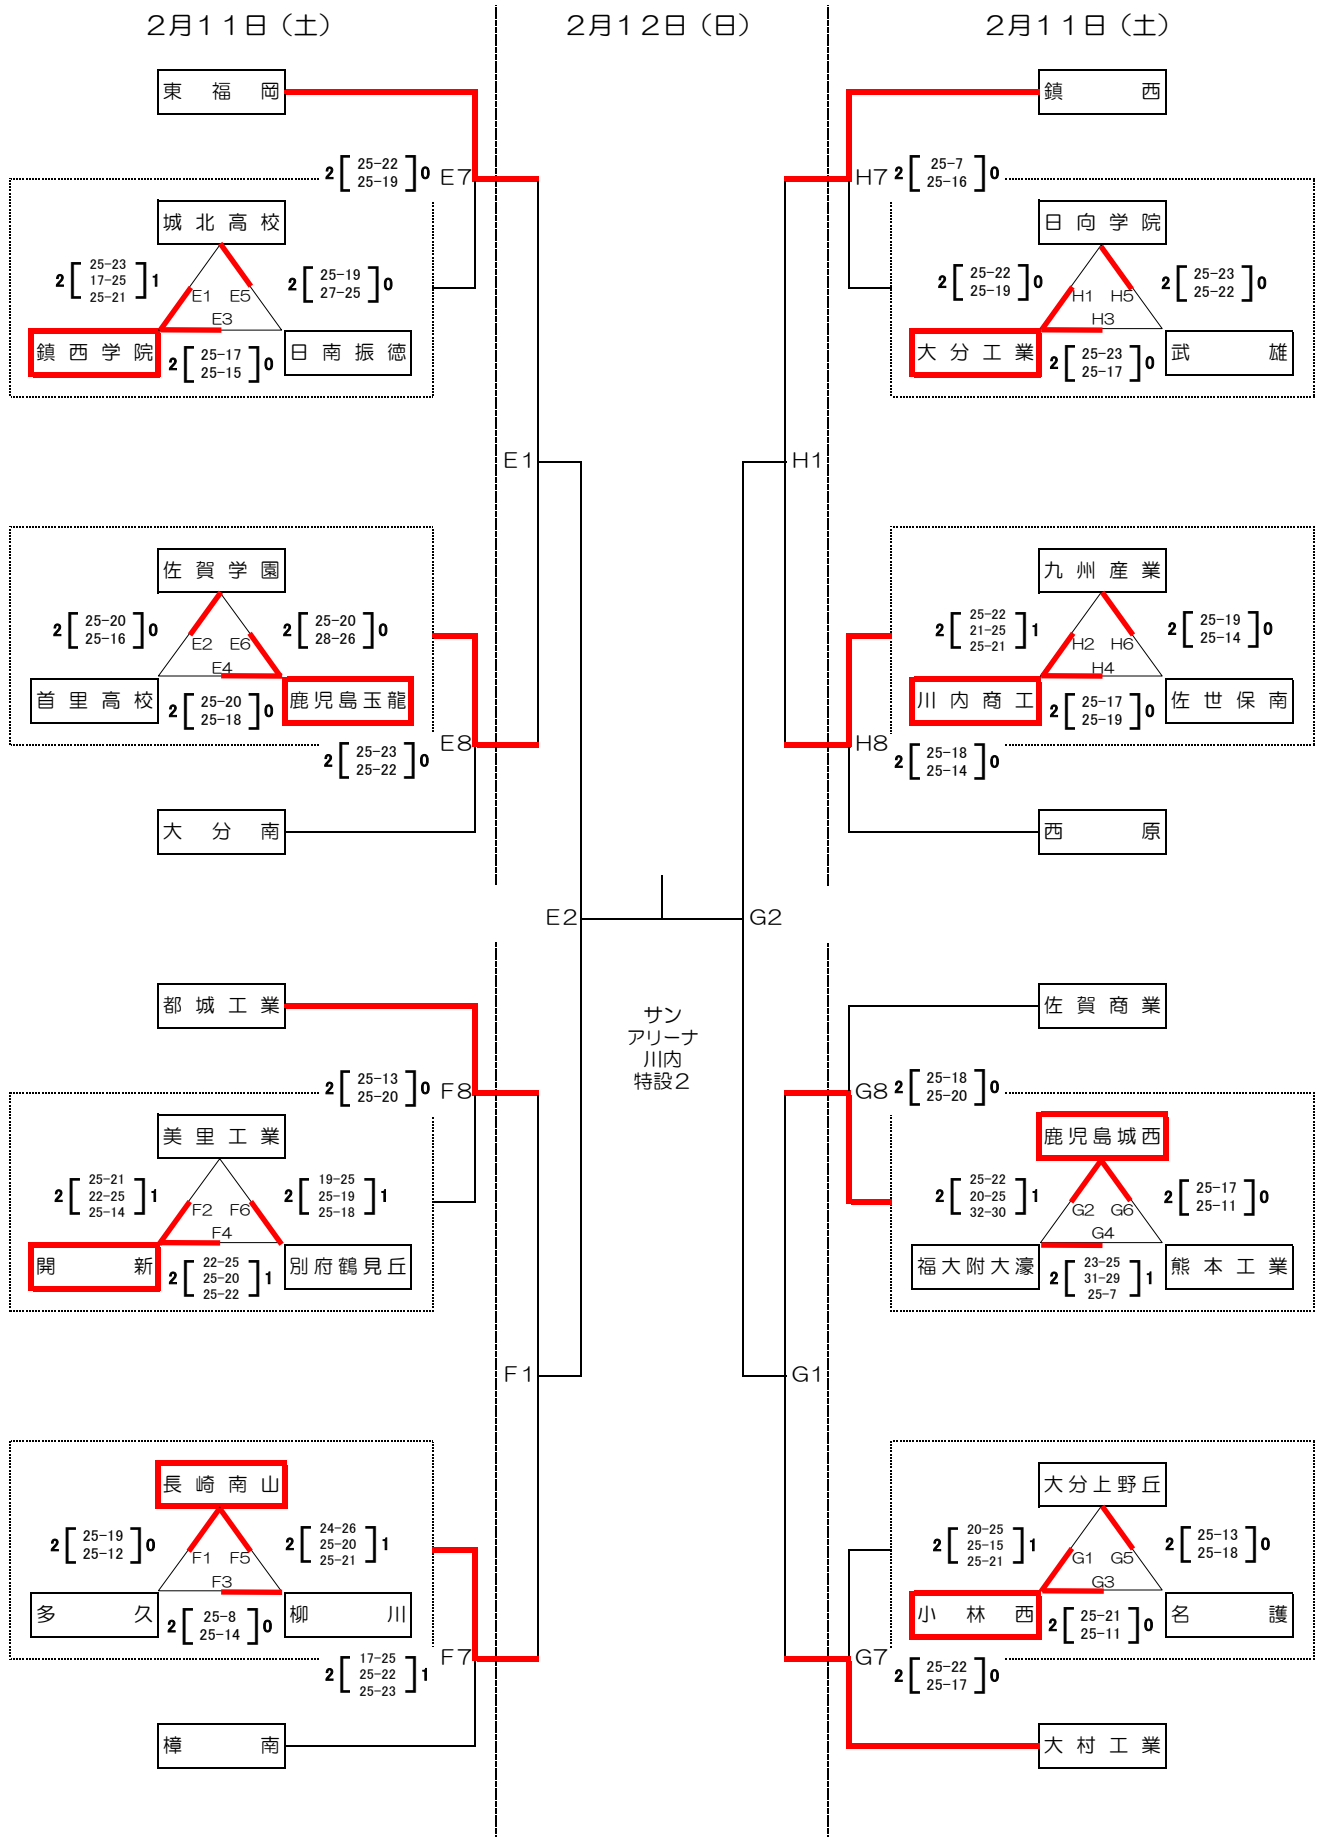 2月11日（土）
2月12日（日）
2月11日（土）
東福岡
2 [ 25-22 ] 0 E7
25-19
城北高校
2 [ 25-23 ] 1
17-25
25-21
E1 E5
E3
2 [ 25-19 ] 0
27-25
鎮西学院
2 [ 25-17 ] 0
25-15
日南振徳
E1
佐賀学園
2 [ 25-20 ] 0
25-16
E2 E6
E4
2 [ 25-20 ] 0
28-26
首里高校
2 [ 25-20 ] 0
25-18
鹿児島玉龍
E8
2 [ 25-23 ] 0
25-22
大分南
E2
都城工業
2 [ 25-13 ] 0 F8
25-20
美里工業
2 [ 25-21 ] 1
22-25
25-14
F2 F6
F4
2 [ 19-25 ] 1
25-19
25-18
開新
2 [ 22-25 ] 1
25-20
25-22
別府鶴見丘
F1
長崎南山
2 [ 25-19 ] 0
25-12
F1 F5
F3
2 [ 24-26 ] 1
25-20
25-21
多久
2 [ 25-8 ] 0
25-14
柳川
F7
2 [ 17-25 ] 1
25-22
25-23
樟南
サン
アリーナ
川内
特設2
鎮西
H7 2 [ 25-7 ] 0
25-16
日向学院
2 [ 25-22 ] 0
25-19
H1 H5
H3
2 [ 25-23 ] 0
25-22
大分工業
2 [ 25-23 ] 0
25-17
武雄
H1
九州産業
2 [ 25-22 ] 1
21-25
25-21
H2 H6
H4
2 [ 25-19 ] 0
25-14
川内商工
2 [ 25-17 ] 0
25-19
佐世保南
H8
2 [ 25-18 ] 0
25-14
西原
G2
佐賀商業
G8 2 [ 25-18 ] 0
25-20
鹿児島城西
2 [ 25-22 ] 1
20-25
32-30
G2 G6
G4
2 [ 25-17 ] 0
25-11
福大附大濠
2 [ 23-25 ] 1
31-29
25-7
熊本工業
G1
大分上野丘
2 [ 20-25 ] 1
25-15
25-21
G1 G5
G3
2 [ 25-13 ] 0
25-18
小林西
2 [ 25-21 ] 0
25-11
名護
G7
2 [ 25-22 ] 0
25-17
大村工業